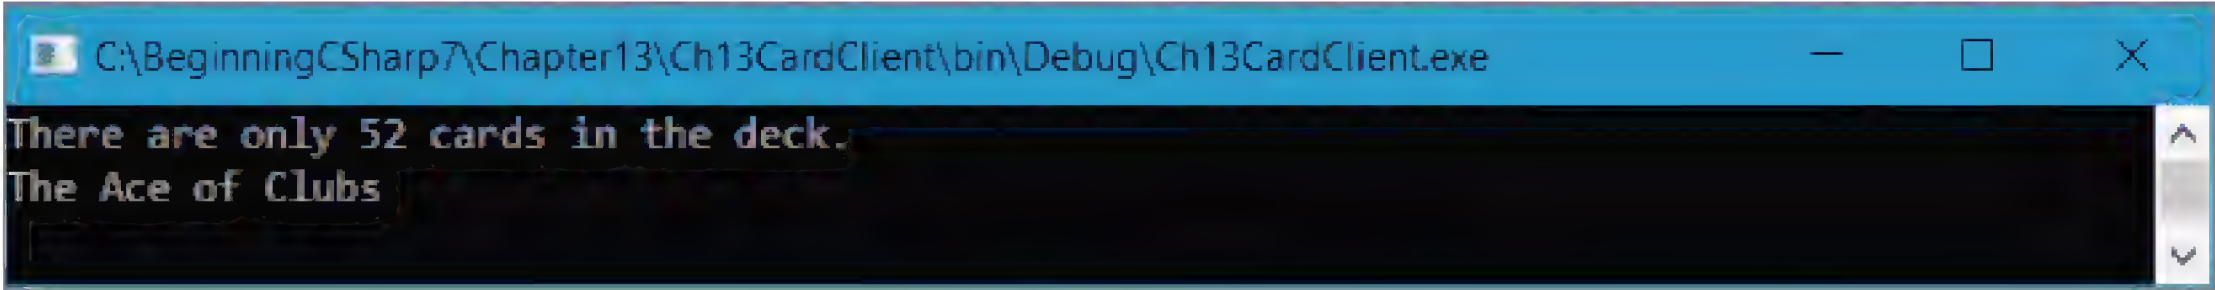 C:\BeginningCSharp7\Chapter13\Ch13CardClient\bin\Debug\Ch13CardClient.exe
There are only 52 cards in the deck.
The Ace of Clubs